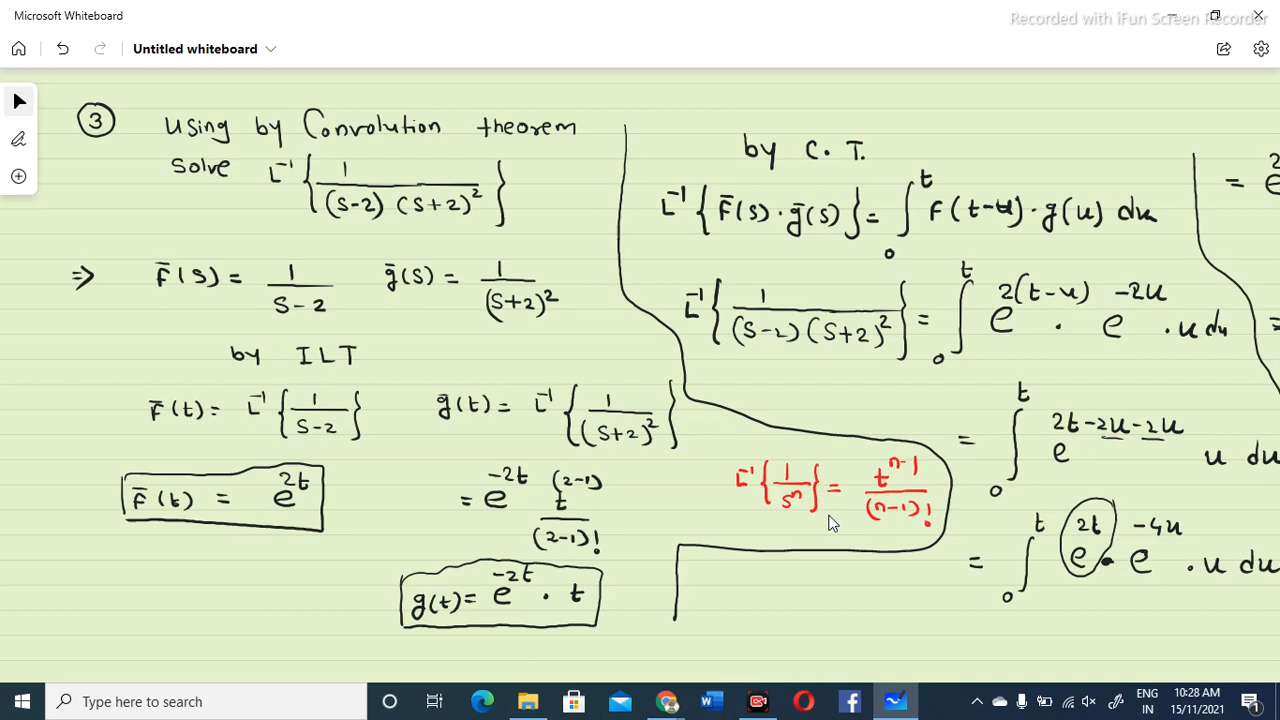 Microsoft Whiteboard
Recorded with iFun Screen Recorder
Untitled whiteboard
③ Using by Convolution theorem
Solve L⁻¹{1/((S-2)(S+2)²)}
⇒ F̄(S) = 1/(S-2) ḡ(S) = 1/(S+2)²
by ILT
F̄(t) = L⁻¹{1/(S-2)} g(t) = L⁻¹{1/(S+2)²}
F̄(t) = e^(2t) = e^(-2t) t^(2-1)/(2-1)!
g(t) = e^(-2t) · t
by C. T.
L⁻¹{F̄(S)·ḡ(S)} = ∫₀ᵗ F(t-u)·g(u) du
L⁻¹{1/((S-2)(S+2)²)} = ∫₀ᵗ e^(2(t-u)) · e^(-2u) · u du
= ∫₀ᵗ e^(2t-2u-2u) u du
L⁻¹{1/sⁿ} = t^(n-1)/(n-1)!
= ∫₀ᵗ e^(2t) · e^(-4u) · u du
= e²
=
Type here to search
ENG
IN
10:28 AM
15/11/2021